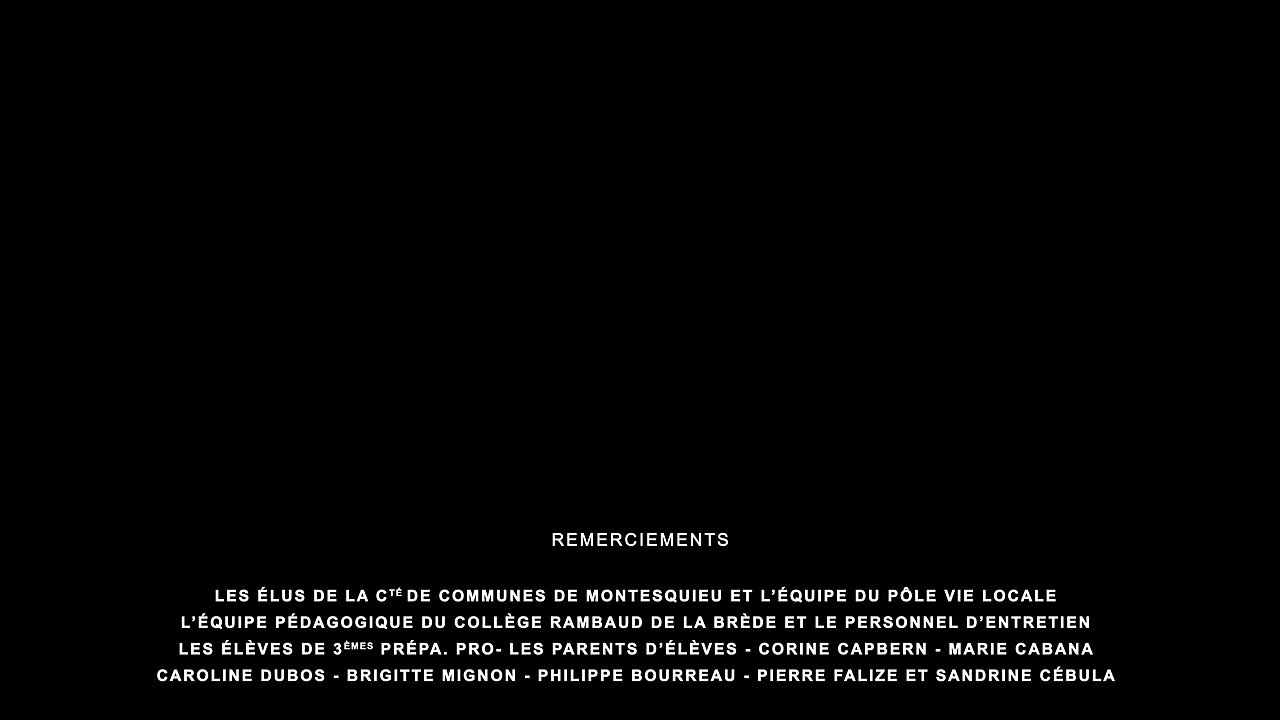 REMERCIEMENTS
LES ÉLUS DE LA CTÉ DE COMMUNES DE MONTESQUIEU ET L’ÉQUIPE DU PÔLE VIE LOCALE
L’ÉQUIPE PÉDAGOGIQUE DU COLLÈGE RAMBAUD DE LA BRÈDE ET LE PERSONNEL D’ENTRETIEN
LES ÉLÈVES DE 3ÈMES PRÉPA. PRO- LES PARENTS D’ÉLÈVES - CORINE CAPBERN - MARIE CABANA
CAROLINE DUBOS - BRIGITTE MIGNON - PHILIPPE BOURREAU - PIERRE FALIZE ET SANDRINE CÉBULA